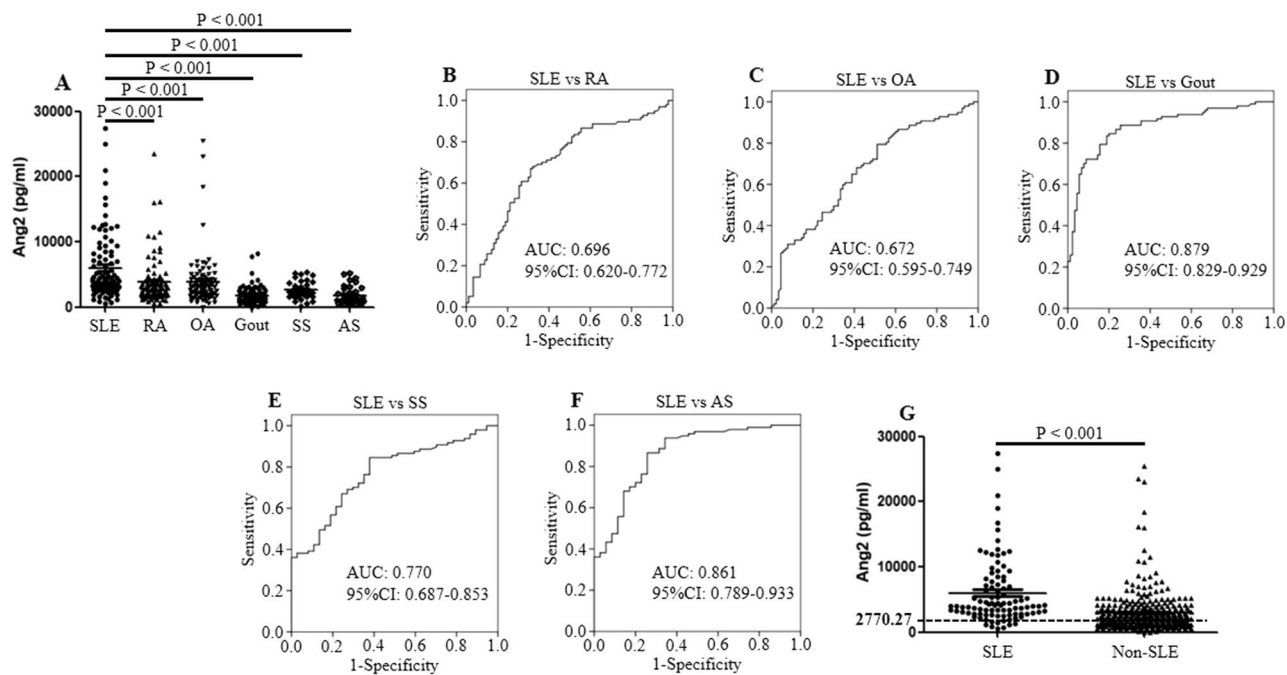 P < 0.001
P < 0.001
P < 0.001
P < 0.001
P < 0.001
A
30000
20000
10000
0
Ang2 (pg/ml)
SLE RA OA Gout SS AS
B
SLE vs RA
1.0
0.8
0.6
0.4
0.2
0.0
Sensitivity
AUC: 0.696
95%CI: 0.620-0.772
0.0 0.2 0.4 0.6 0.8 1.0
1-Specificity
C
SLE vs OA
1.0
0.8
0.6
0.4
0.2
0.0
Sensitivity
AUC: 0.672
95%CI: 0.595-0.749
0.0 0.2 0.4 0.6 0.8 1.0
1-Specificity
D
SLE vs Gout
1.0
0.8
0.6
0.4
0.2
0.0
Sensitivity
AUC: 0.879
95%CI: 0.829-0.929
0.0 0.2 0.4 0.6 0.8 1.0
1-Specificity
E
SLE vs SS
1.0
0.8
0.6
0.4
0.2
0.0
Sensitivity
AUC: 0.770
95%CI: 0.687-0.853
0.0 0.2 0.4 0.6 0.8 1.0
1-Specificity
F
SLE vs AS
1.0
0.8
0.6
0.4
0.2
0.0
Sensitivity
AUC: 0.861
95%CI: 0.789-0.933
0.0 0.2 0.4 0.6 0.8 1.0
1-Specificity
G
P < 0.001
30000
20000
10000
2770.27
0
Ang2 (pg/ml)
SLE Non-SLE